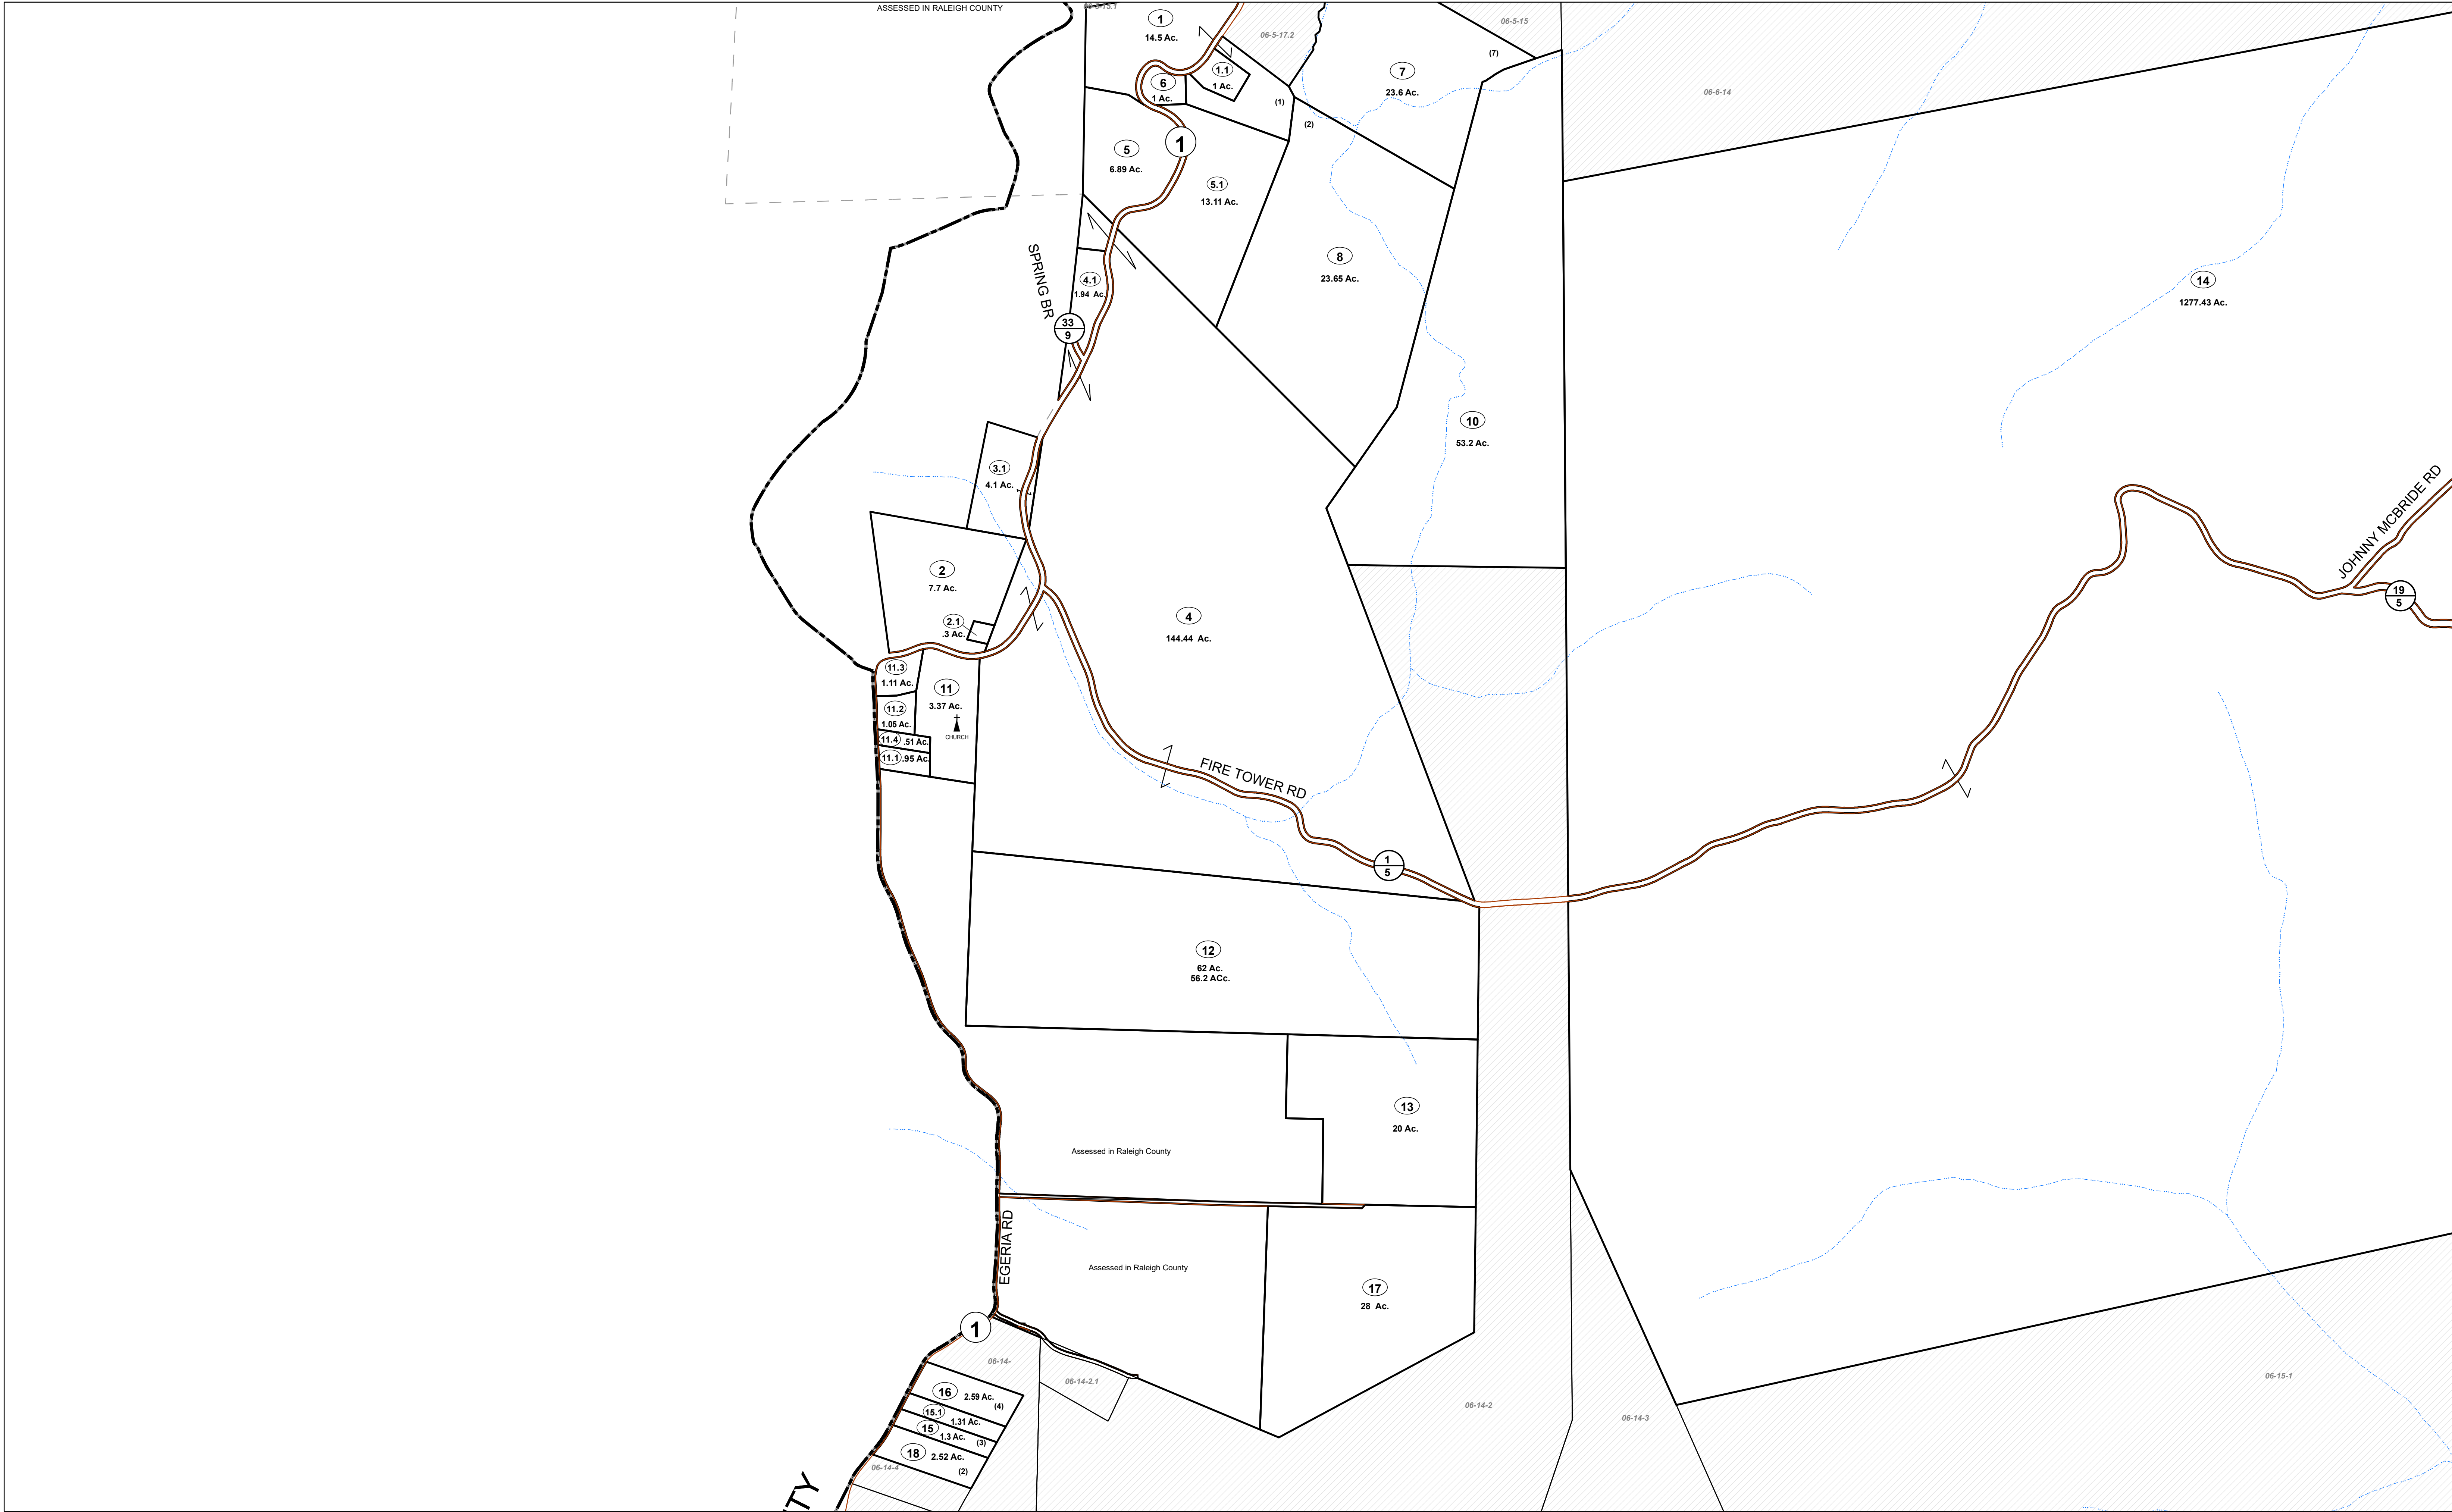 ASSESSED IN RALEIGH COUNTY
06-5-15.1
1
14.5 Ac.
06-5-17.2
06-5-15
(7)
7
23.6 Ac.
1.1
1 Ac.
6
1 Ac.
(1)
(2)
06-6-14
1
5
6.89 Ac.
5.1
13.11 Ac.
8
23.65 Ac.
SPRING BR
4.1
1.94 Ac.
33
9
14
1277.43 Ac.
10
53.2 Ac.
3.1
4.1 Ac.
JOHNNY MCBRIDE RD
19
5
2
7.7 Ac.
2.1
.3 Ac.
4
144.44 Ac.
11.3
1.11 Ac.
11
3.37 Ac.
11.2
1.05 Ac.
CHURCH
11.4 .51 Ac.
11.1 .95 Ac.
FIRE TOWER RD
1
5
12
62 Ac.
56.2 ACc.
13
20 Ac.
Assessed in Raleigh County
EGERIA RD
Assessed in Raleigh County
17
28 Ac.
1
06-14-
06-14-2.1
06-14-2
06-14-3
06-15-1
16 2.59 Ac.
(4)
15.1 1.31 Ac.
15 1.3 Ac.
(3)
18 2.52 Ac.
(2)
06-14-4
TY